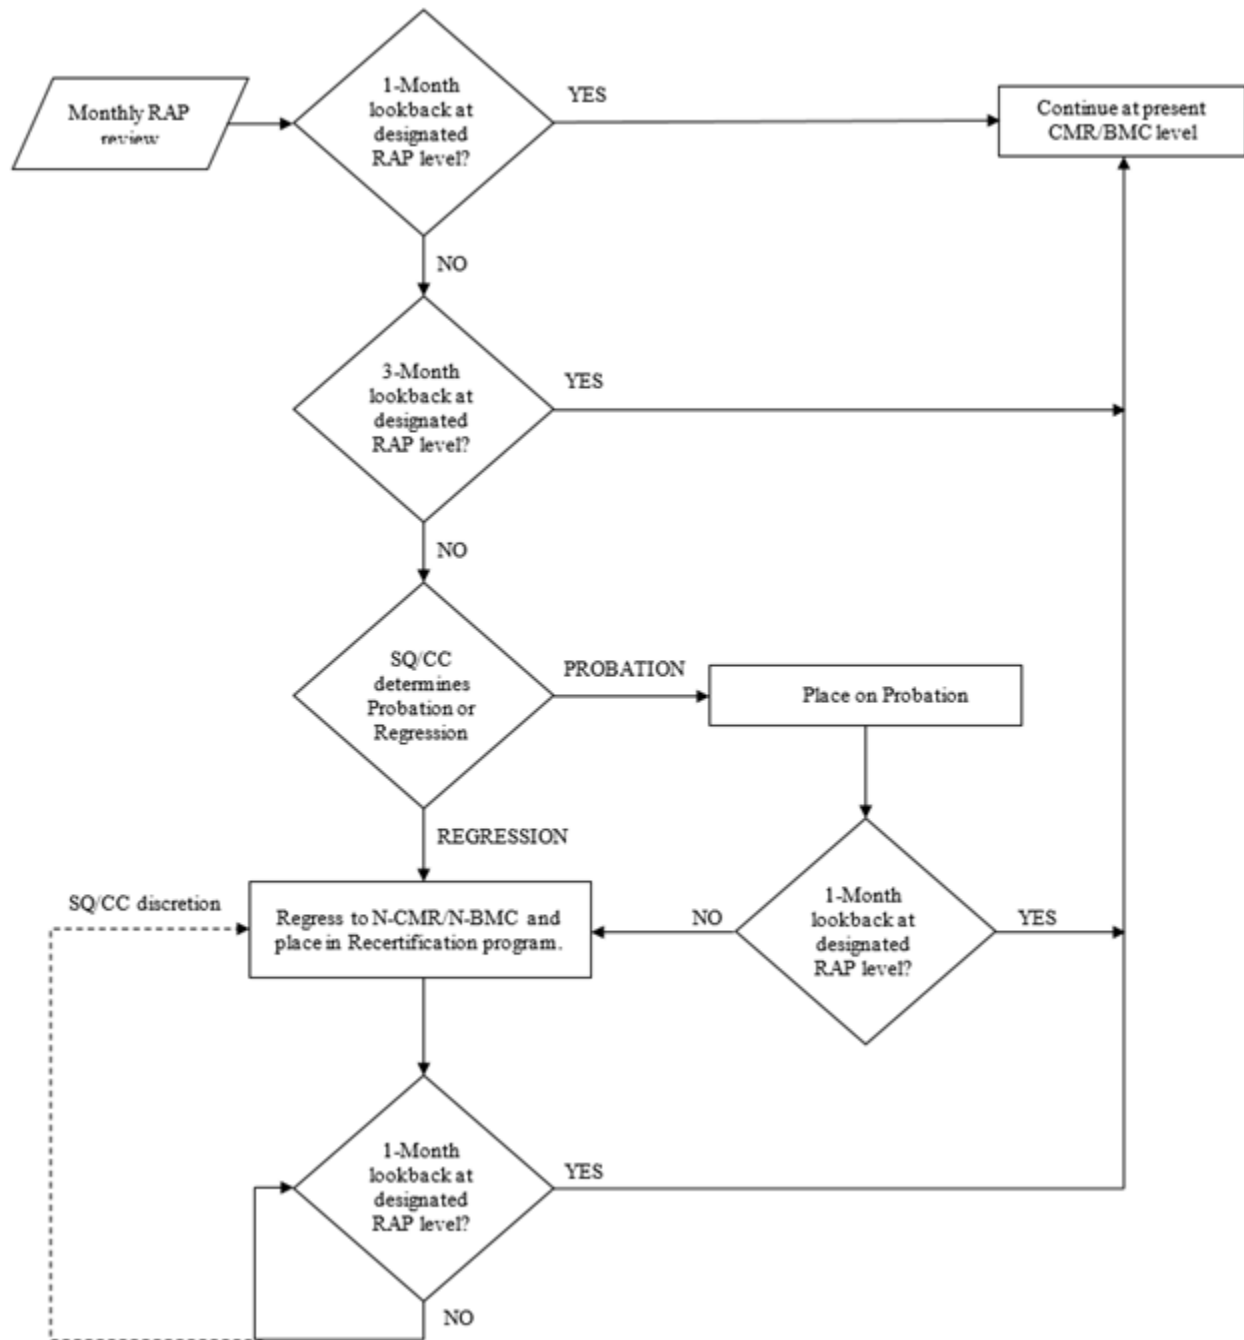 Monthly RAP
review
1-Month
lookback at
designated
RAP level?
YES
Continue at present
CMR/BMC level
NO
3-Month
lookback at
designated
RAP level?
YES
NO
SQ/CC
determines
Probation or
Regression
PROBATION
Place on Probation
REGRESSION
SQ/CC discretion
Regress to N-CMR/N-BMC and
place in Recertification program.
NO
1-Month
lookback at
designated
RAP level?
YES
1-Month
lookback at
designated
RAP level?
YES
NO